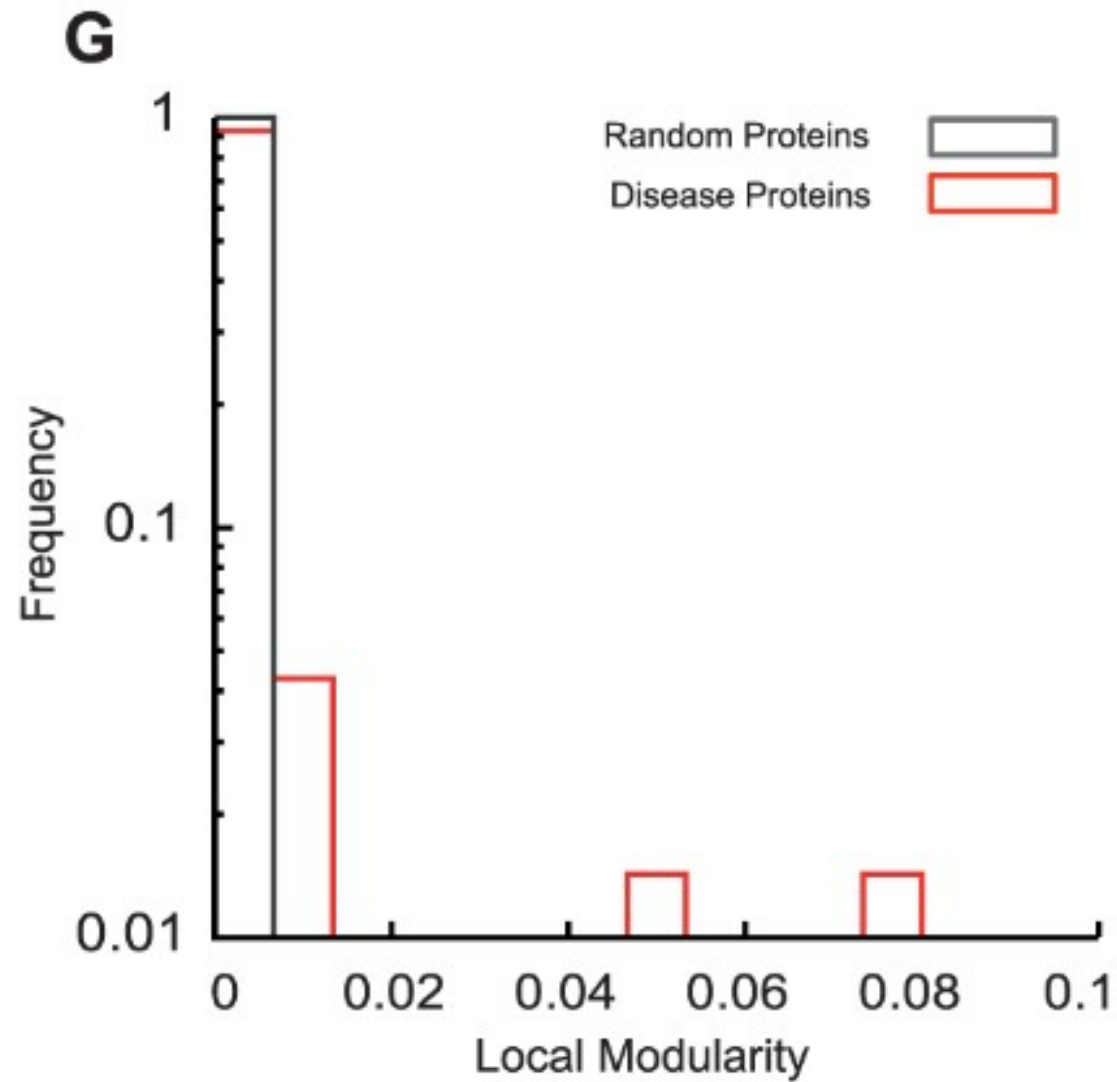 G
1
Random Proteins
Disease Proteins
Frequency
0.1
0.01
0 0.02 0.04 0.06 0.08 0.1
Local Modularity